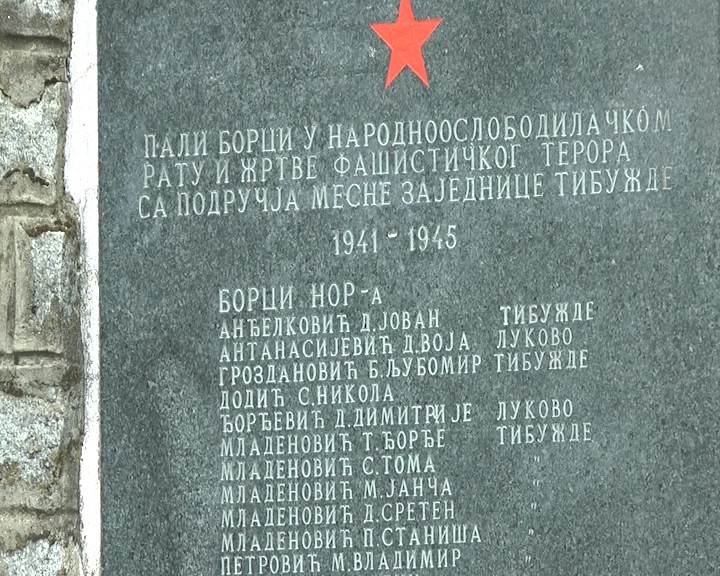 ПАЛИ БОРЦИ У НАРОДНООСЛОБОДИЛАЧКОМ
РАТУ И ЖРТВЕ ФАШИСТИЧКОГ ТЕРОРА
СА ПОДРУЧЈА МЕСНЕ ЗАЈЕДНИЦЕ ТИБУЖДЕ
1941 - 1945
БОРЦИ НОР-а
АНЂЕЛКОВИЋ Д.ЈОВАН ТИБУЖДЕ
АНТАНАСИЈЕВИЋ Д.ВОЈА ЛУКОВО
ГРОЗДАНОВИЋ Б.ЉУБОМИР ТИБУЖДЕ
ДОДИЋ С.НИКОЛА
ЂОРЂЕВИЋ Д.ДИМИТРИЈЕ ЛУКОВО
МЛАДЕНОВИЋ Т.ЂОРЂЕ ТИБУЖДЕ
МЛАДЕНОВИЋ С.ТОМА "
МЛАДЕНОВИЋ М.ЈАНЧА "
МЛАДЕНОВИЋ Д.СРЕТЕН "
МЛАДЕНОВИЋ П.СТАНИША "
ПЕТРОВИЋ М.ВЛАДИМИР "